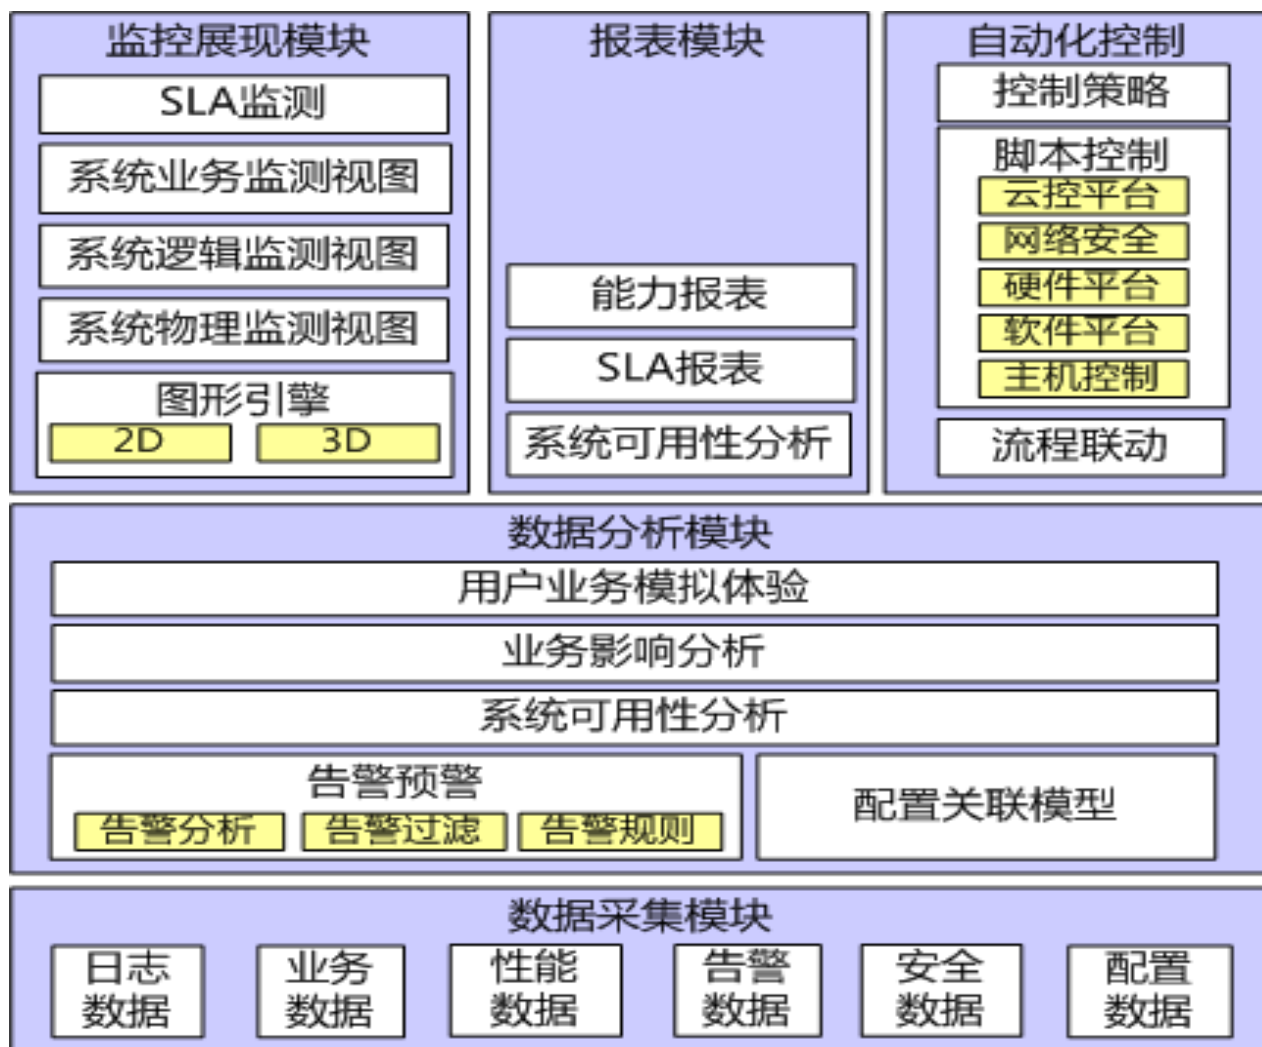 监控展现模块
SLA监测
系统业务监测视图
系统逻辑监测视图
系统物理监测视图
图形引擎
2D
3D
报表模块
能力报表
SLA报表
系统可用性分析
自动化控制
控制策略
脚本控制
云控平台
网络安全
硬件平台
软件平台
主机控制
流程联动
数据分析模块
用户业务模拟体验
业务影响分析
系统可用性分析
告警预警
告警分析
告警过滤
告警规则
配置关联模型
数据采集模块
日志
数据
业务
数据
性能
数据
告警
数据
安全
数据
配置
数据